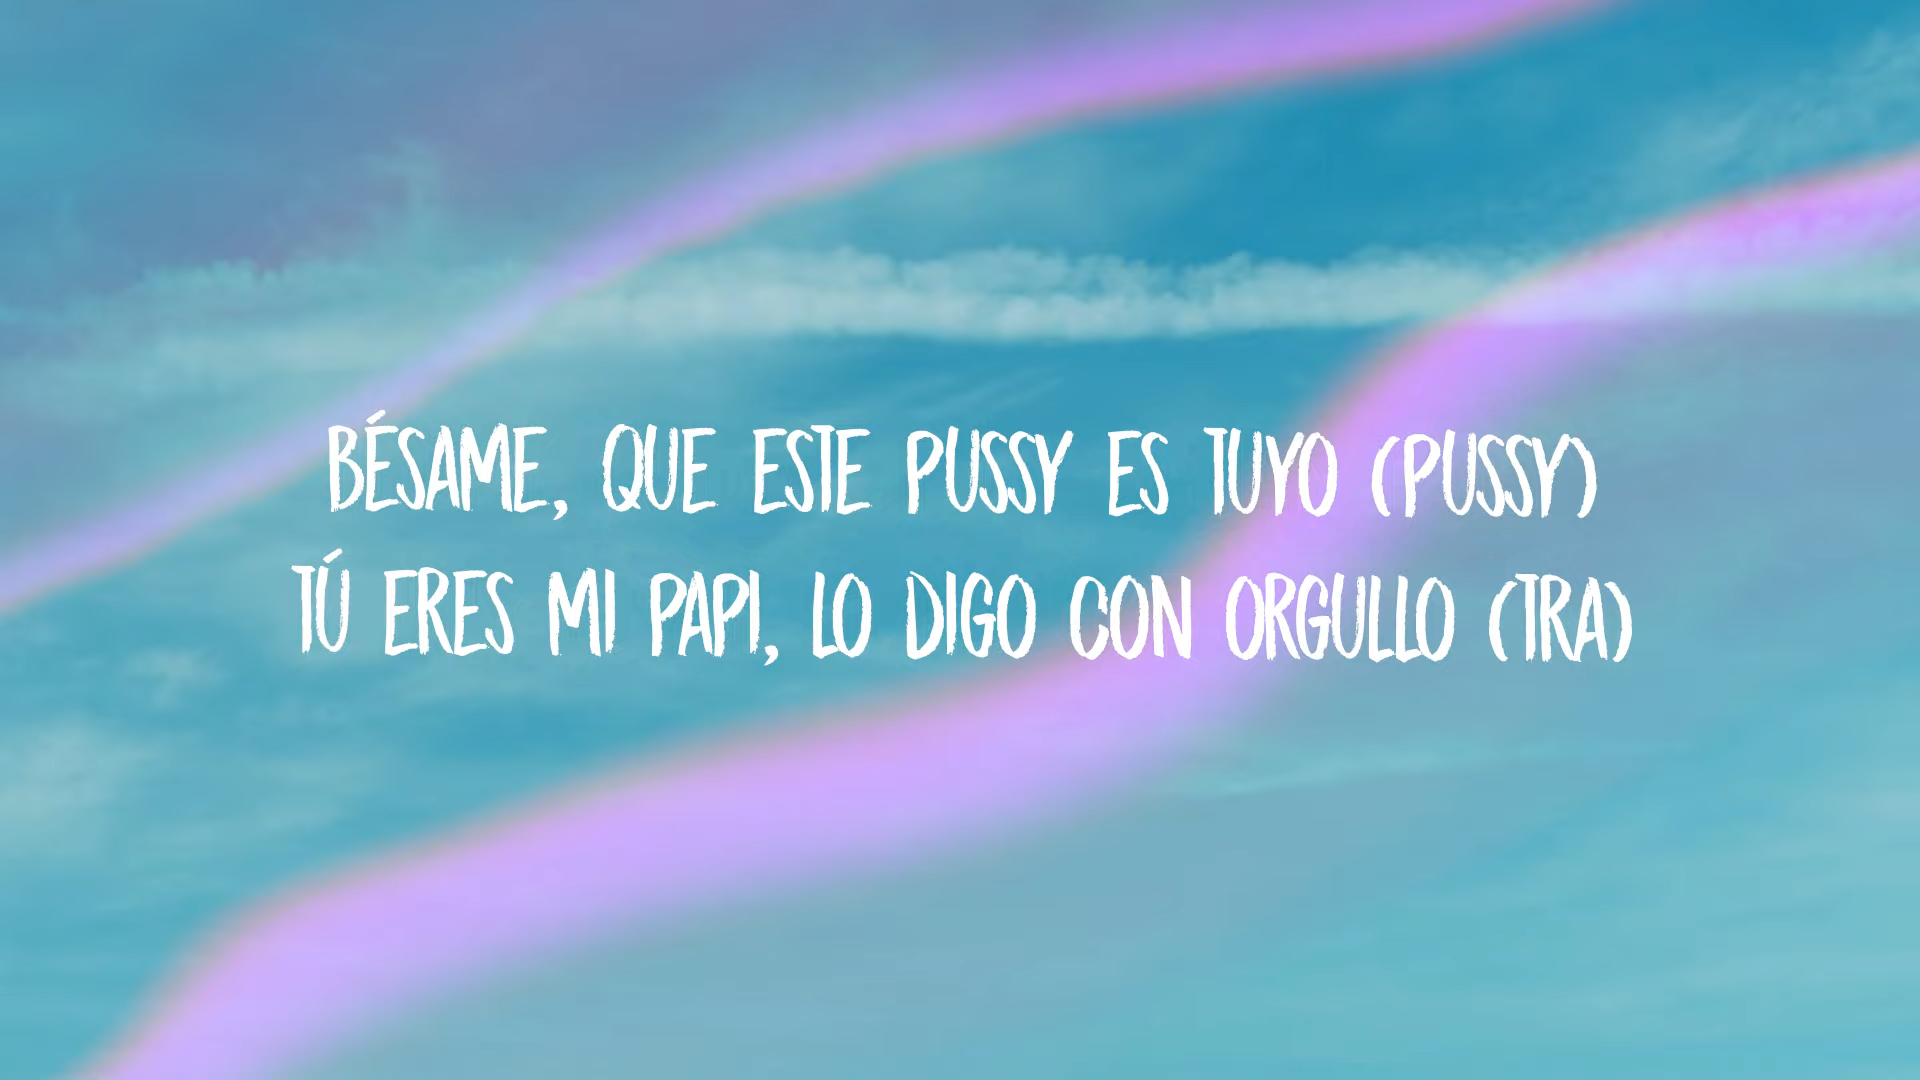 BÉSAME, QUE ESTE PUSSY ES TUYO (PUSSY)
TÚ ERES MI PAPI, LO DIGO CON ORGULLO (TRA)